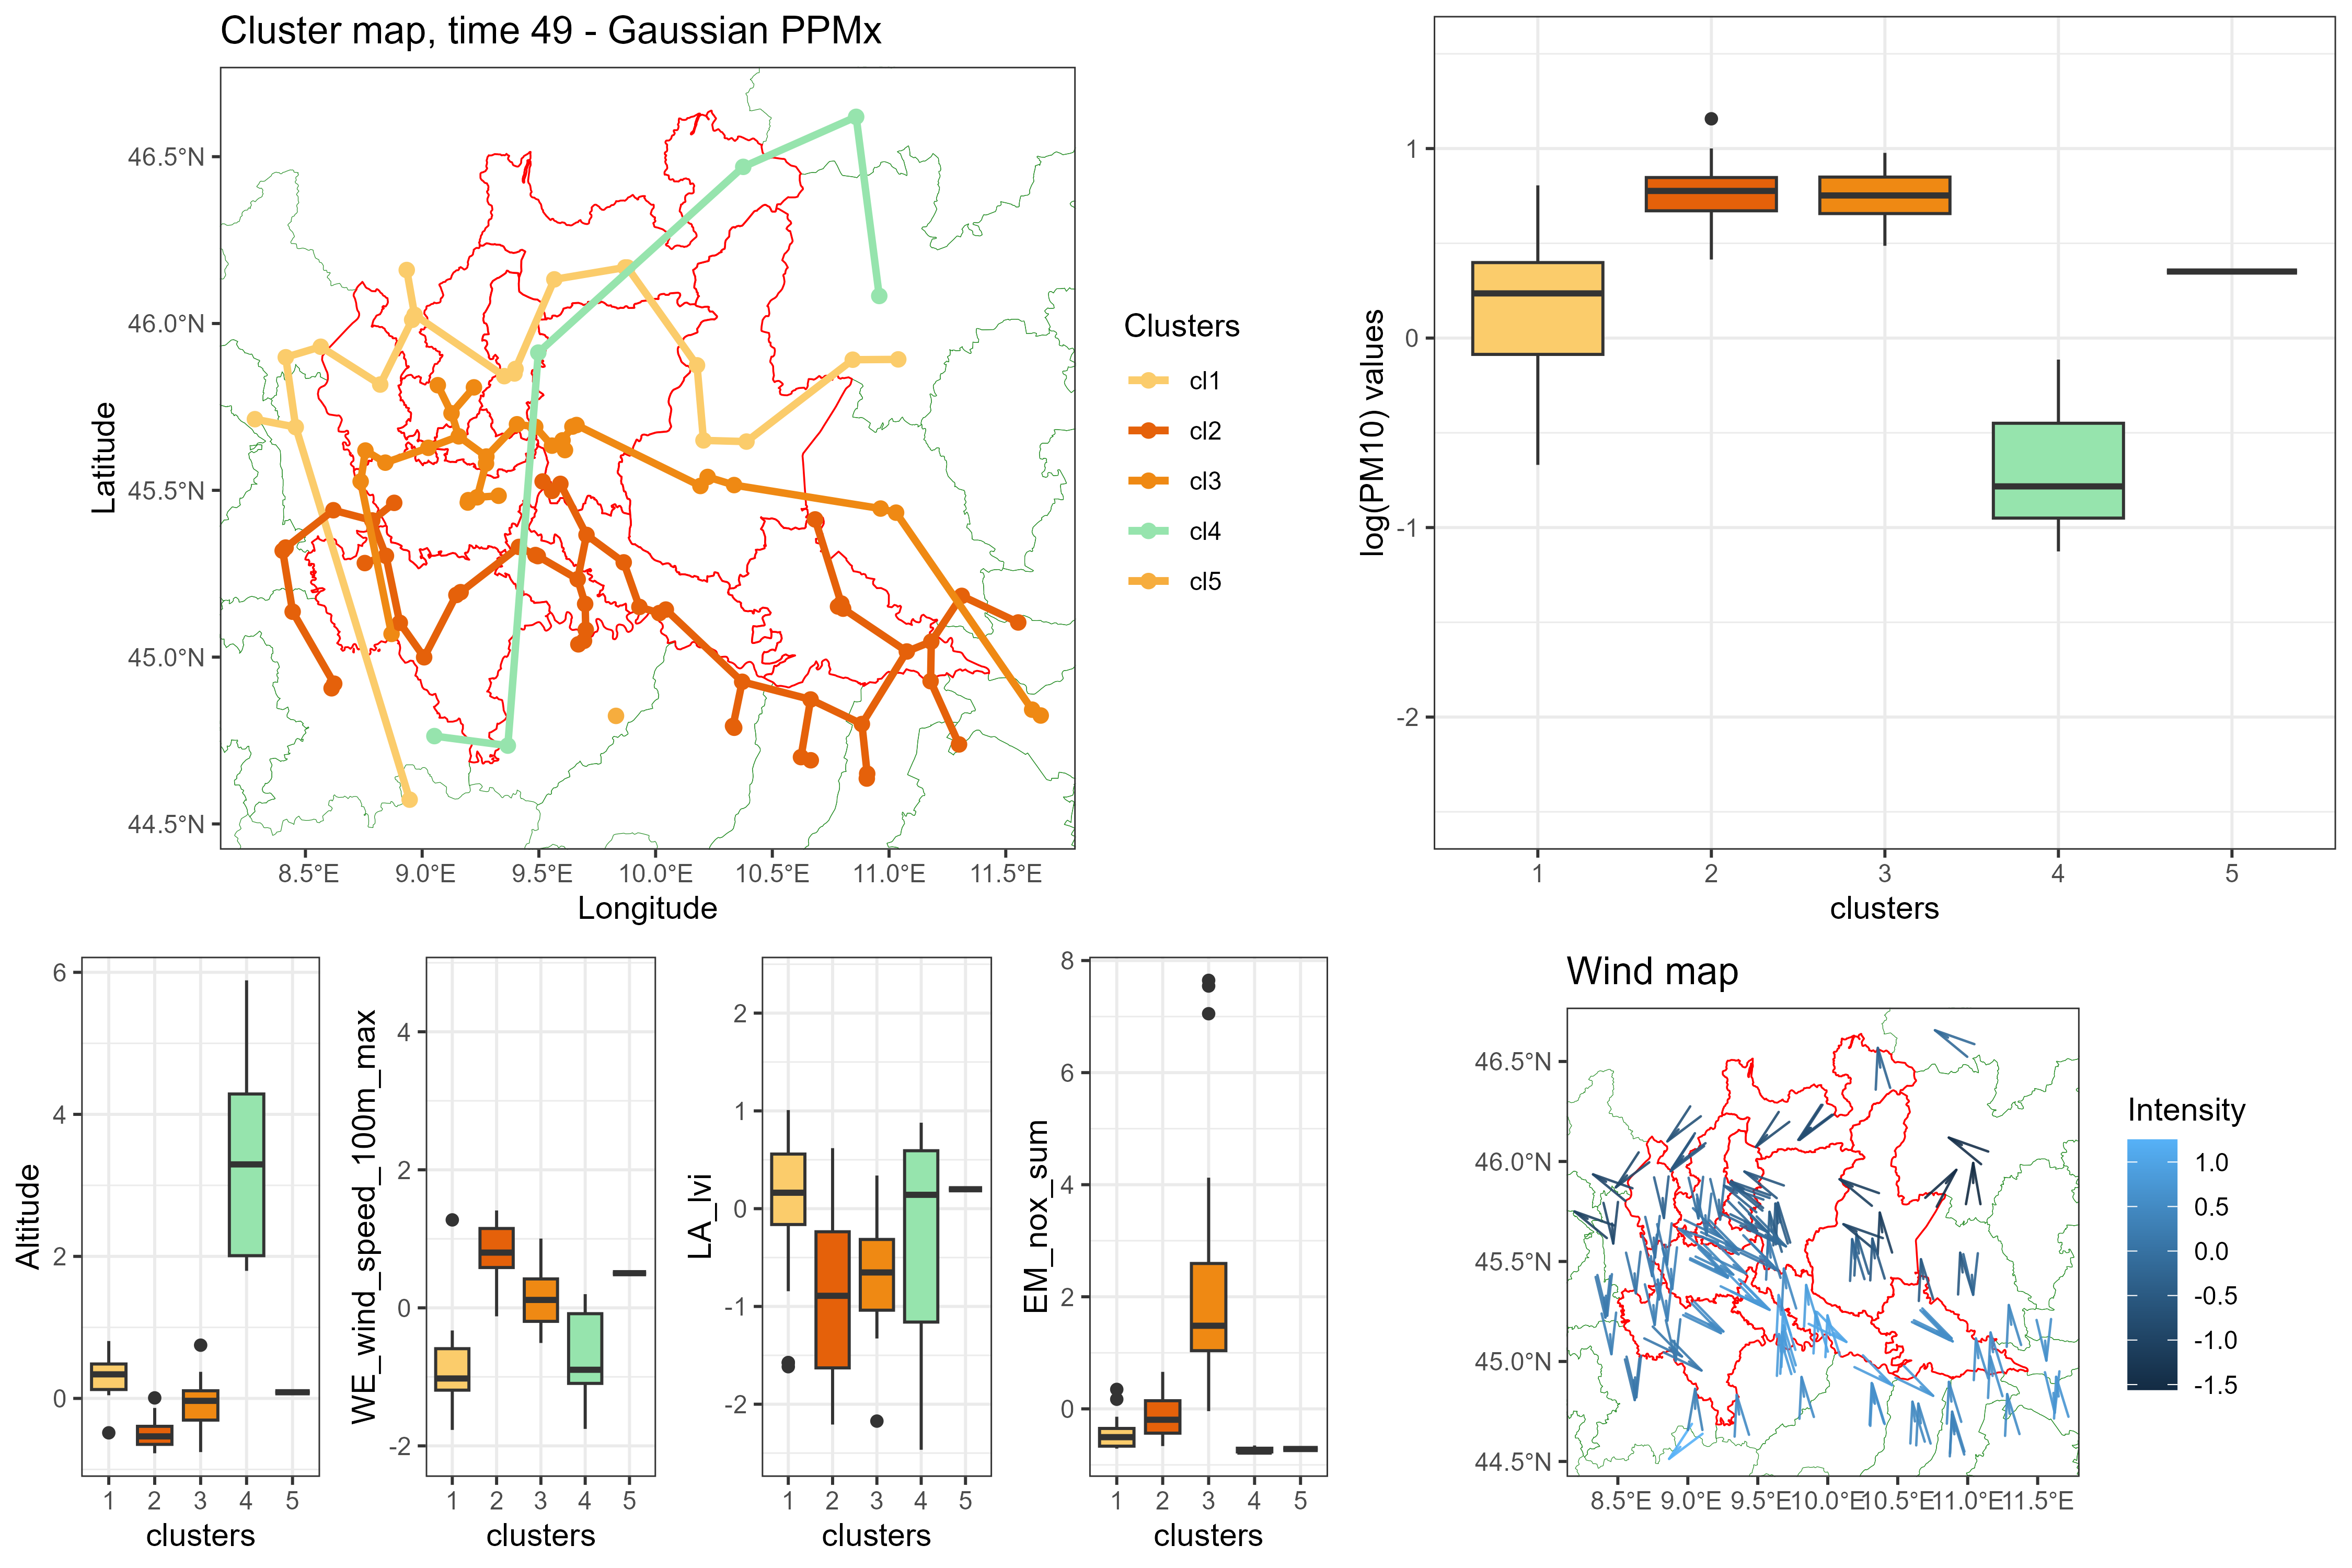 Cluster map, time 49 - Gaussian PPMx
46.5°N
46.0°N
45.5°N
45.0°N
44.5°N
Latitude
8.5°E 9.0°E 9.5°E 10.0°E 10.5°E 11.0°E 11.5°E
Longitude
Clusters
cl1
cl2
cl3
cl4
cl5
1
0
-1
-2
log(PM10) values
1 2 3 4 5
clusters
6
4
2
0
Altitude
1 2 3 4 5
clusters
4
2
0
-2
WE_wind_speed_100m_max
1 2 3 4 5
clusters
2
1
0
-1
-2
LA_lvi
1 2 3 4 5
clusters
8
6
4
2
0
EM_nox_sum
1 2 3 4 5
clusters
Wind map
46.5°N
46.0°N
45.5°N
45.0°N
44.5°N
8.5°E 9.0°E 9.5°E 10.0°E 10.5°E 11.0°E 11.5°E
Intensity
1.0
0.5
0.0
-0.5
-1.0
-1.5